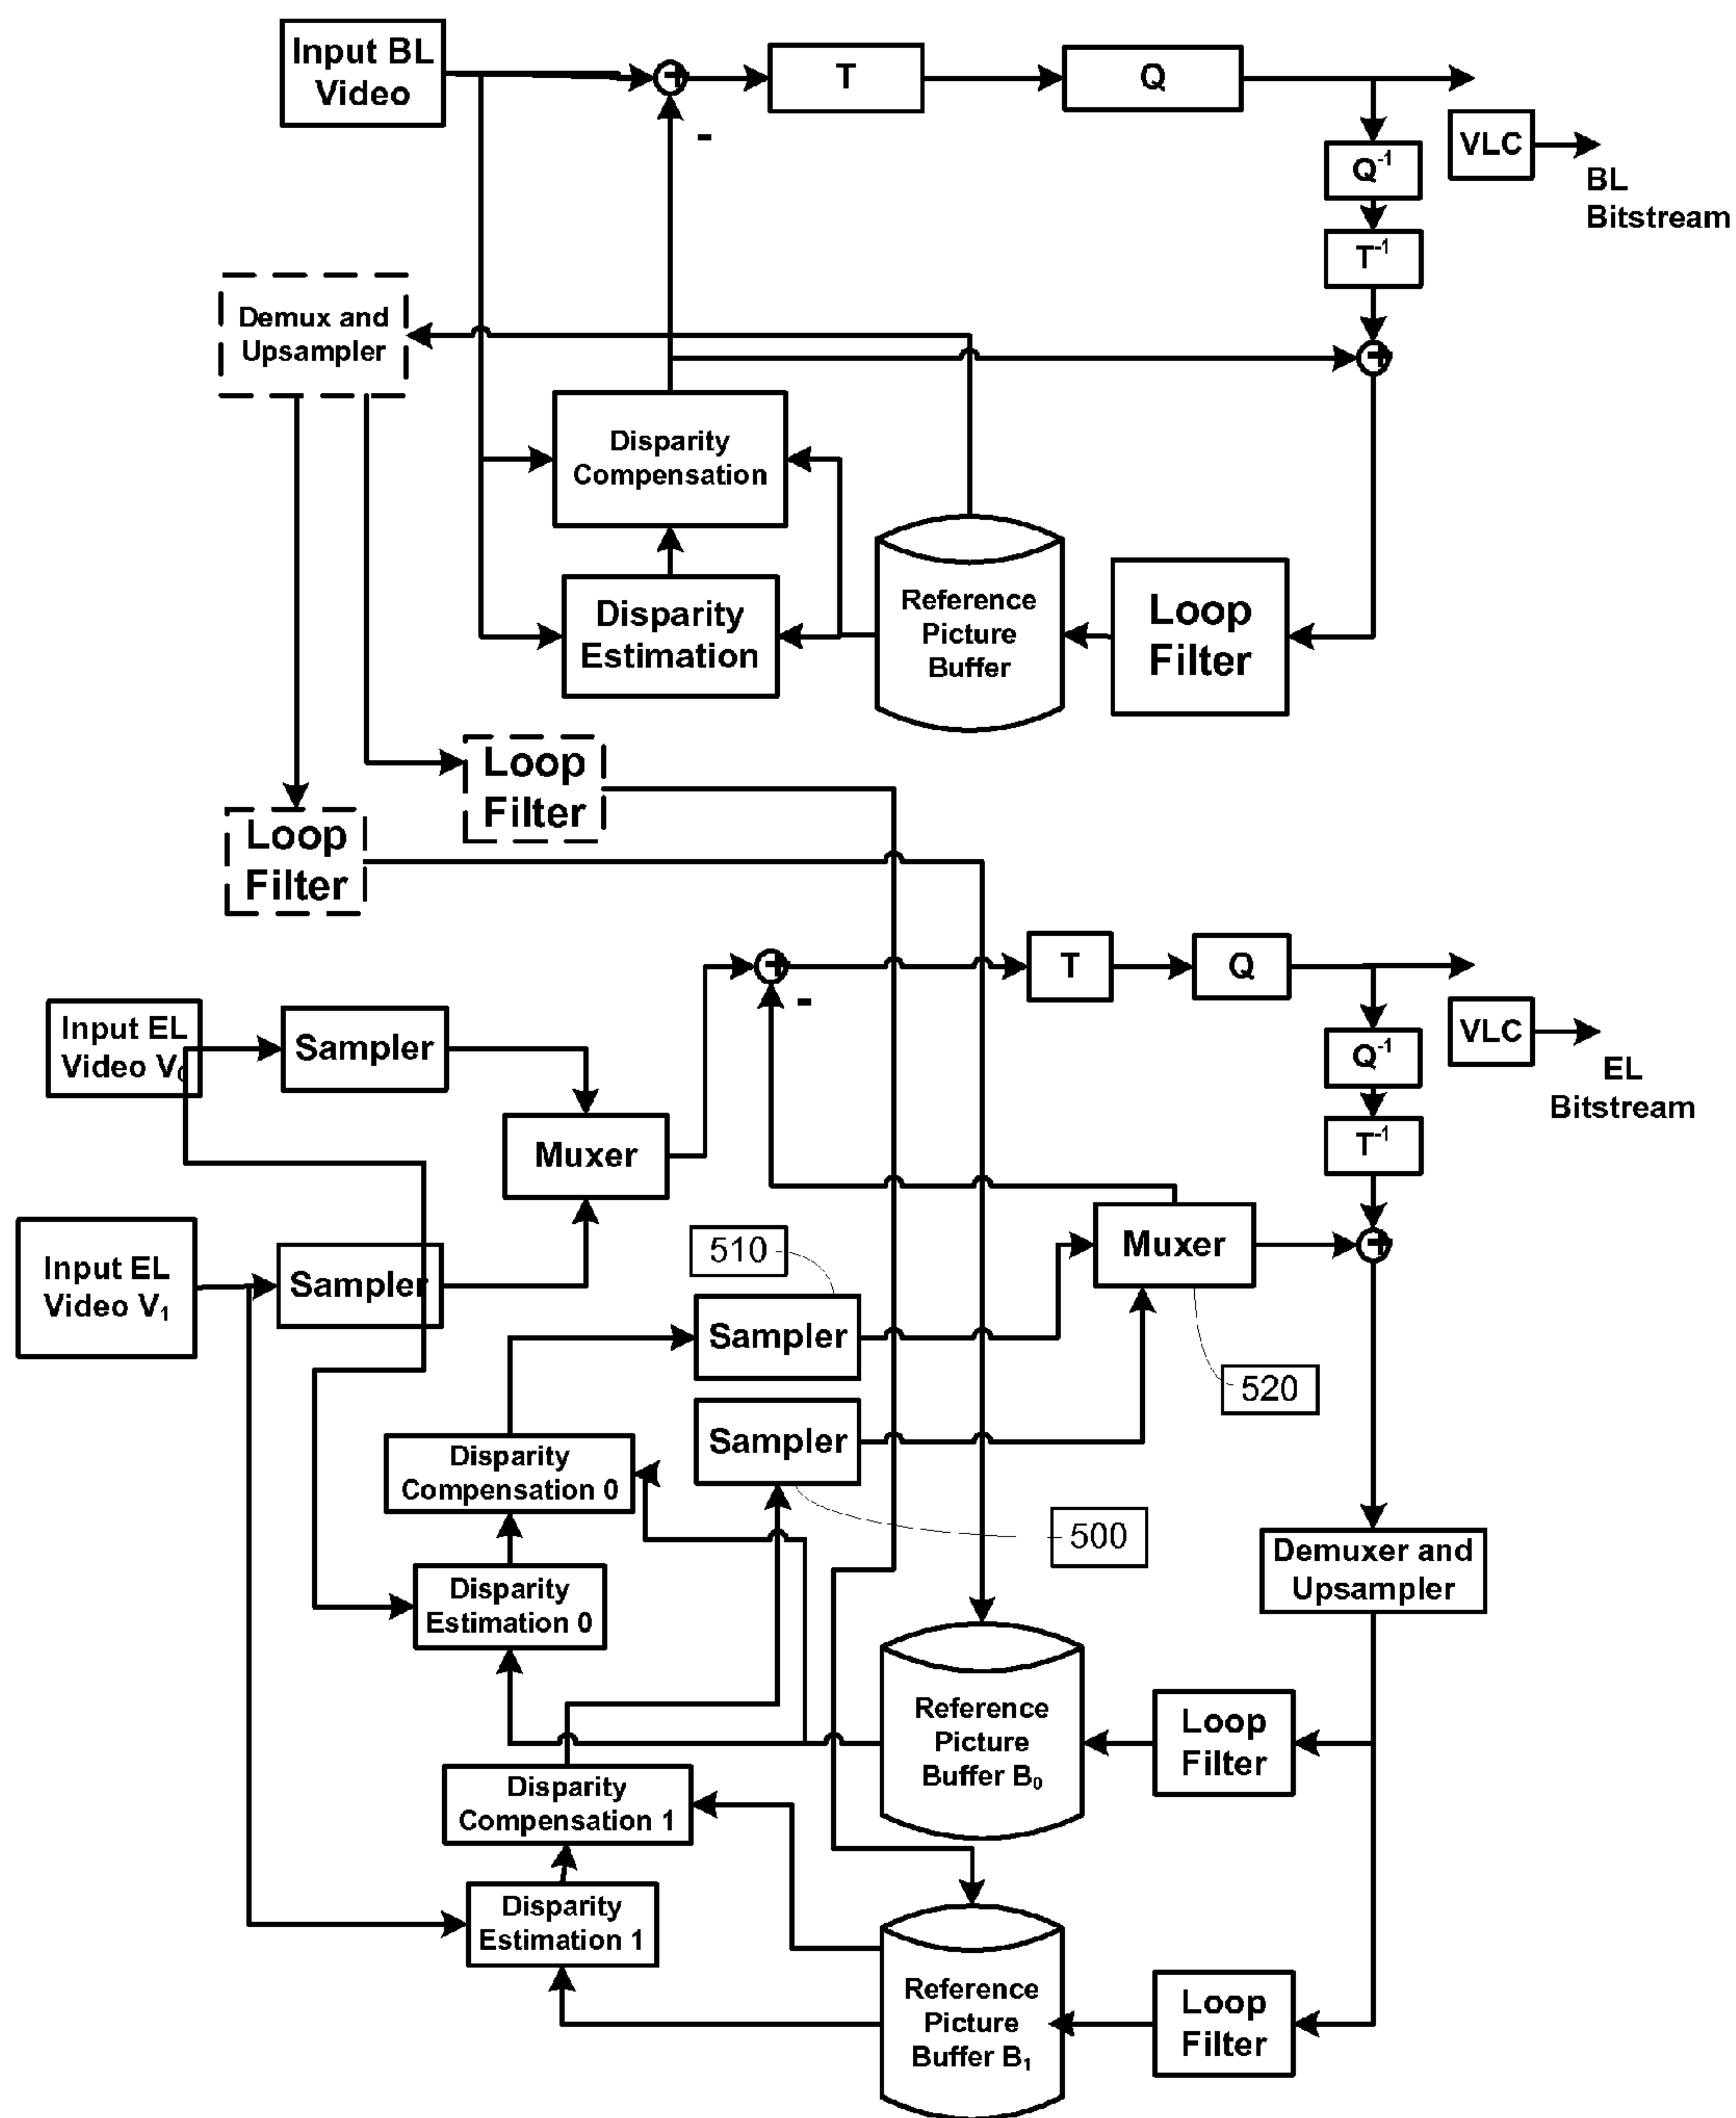 Input BL
Video
+
-
T
Q
VLC
BL
Bitstream
Q-1
T-1
+
Demux and
Upsampler
Disparity
Compensation
Disparity
Estimation
Reference
Picture
Buffer
Loop
Filter
Loop
Filter
Loop
Filter
+
-
T
Q
VLC
EL
Bitstream
Q-1
T-1
+
Input EL
Video V0
Sampler
Muxer
Input EL
Video V1
Sampler
510
Sampler
Muxer
520
Sampler
500
Disparity
Compensation 0
Disparity
Estimation 0
Demuxer and
Upsampler
Reference
Picture
Buffer B0
Loop
Filter
Disparity
Compensation 1
Disparity
Estimation 1
Reference
Picture
Buffer B1
Loop
Filter